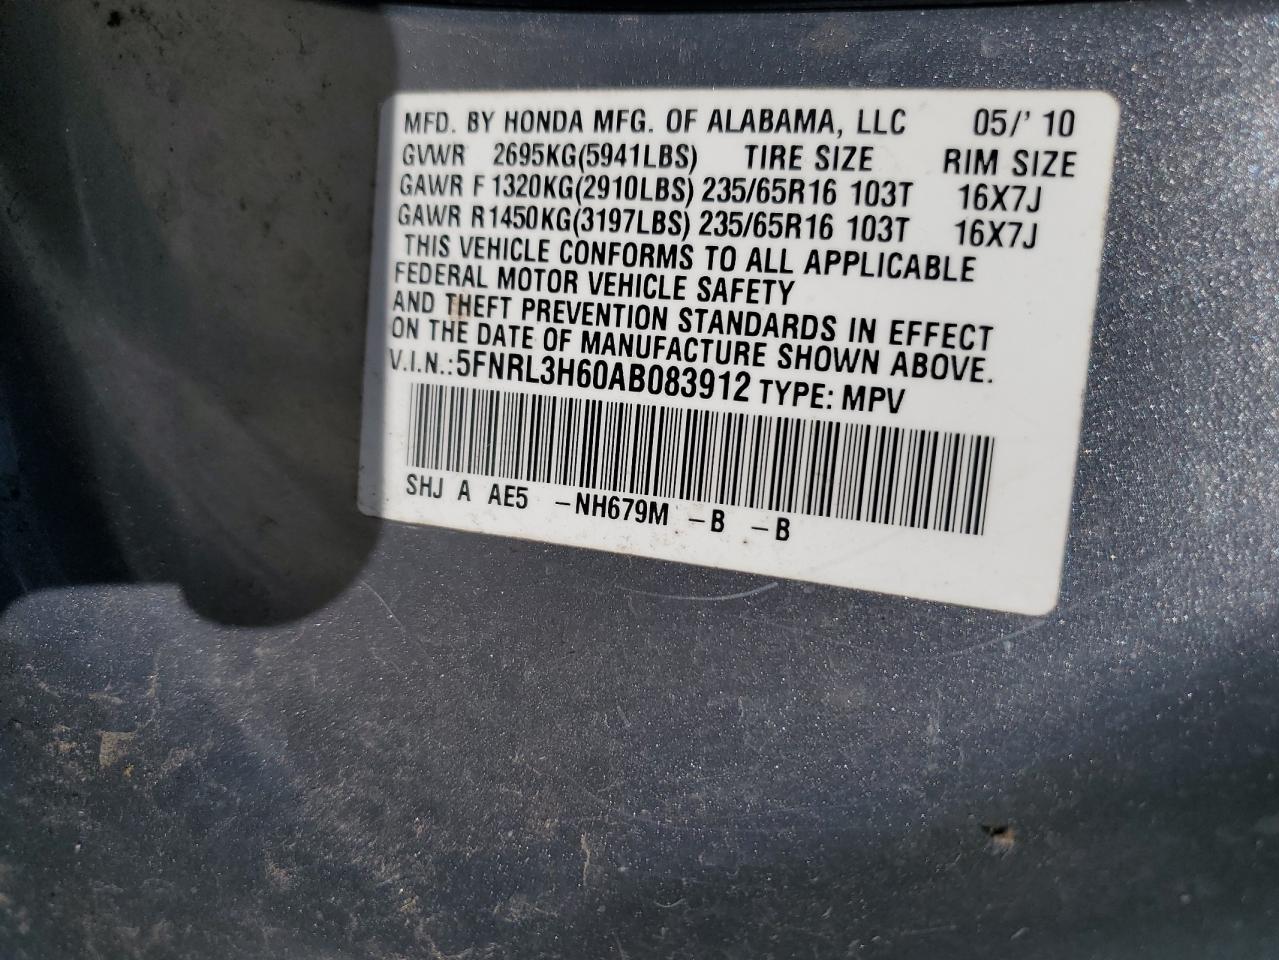 MFD. BY HONDA MFG. OF ALABAMA, LLC 05/' 10
GVWR 2695KG(5941LBS) TIRE SIZE RIM SIZE
GAWR F 1320KG(2910LBS) 235/65R16 103T 16X7J
GAWR R1450KG(3197LBS) 235/65R16 103T 16X7J
THIS VEHICLE CONFORMS TO ALL APPLICABLE
FEDERAL MOTOR VEHICLE SAFETY
AND THEFT PREVENTION STANDARDS IN EFFECT
ON THE DATE OF MANUFACTURE SHOWN ABOVE.
V.I.N.: 5FNRL3H60AB083912 TYPE: MPV
SHJ A AE5 -NH679M -B -B